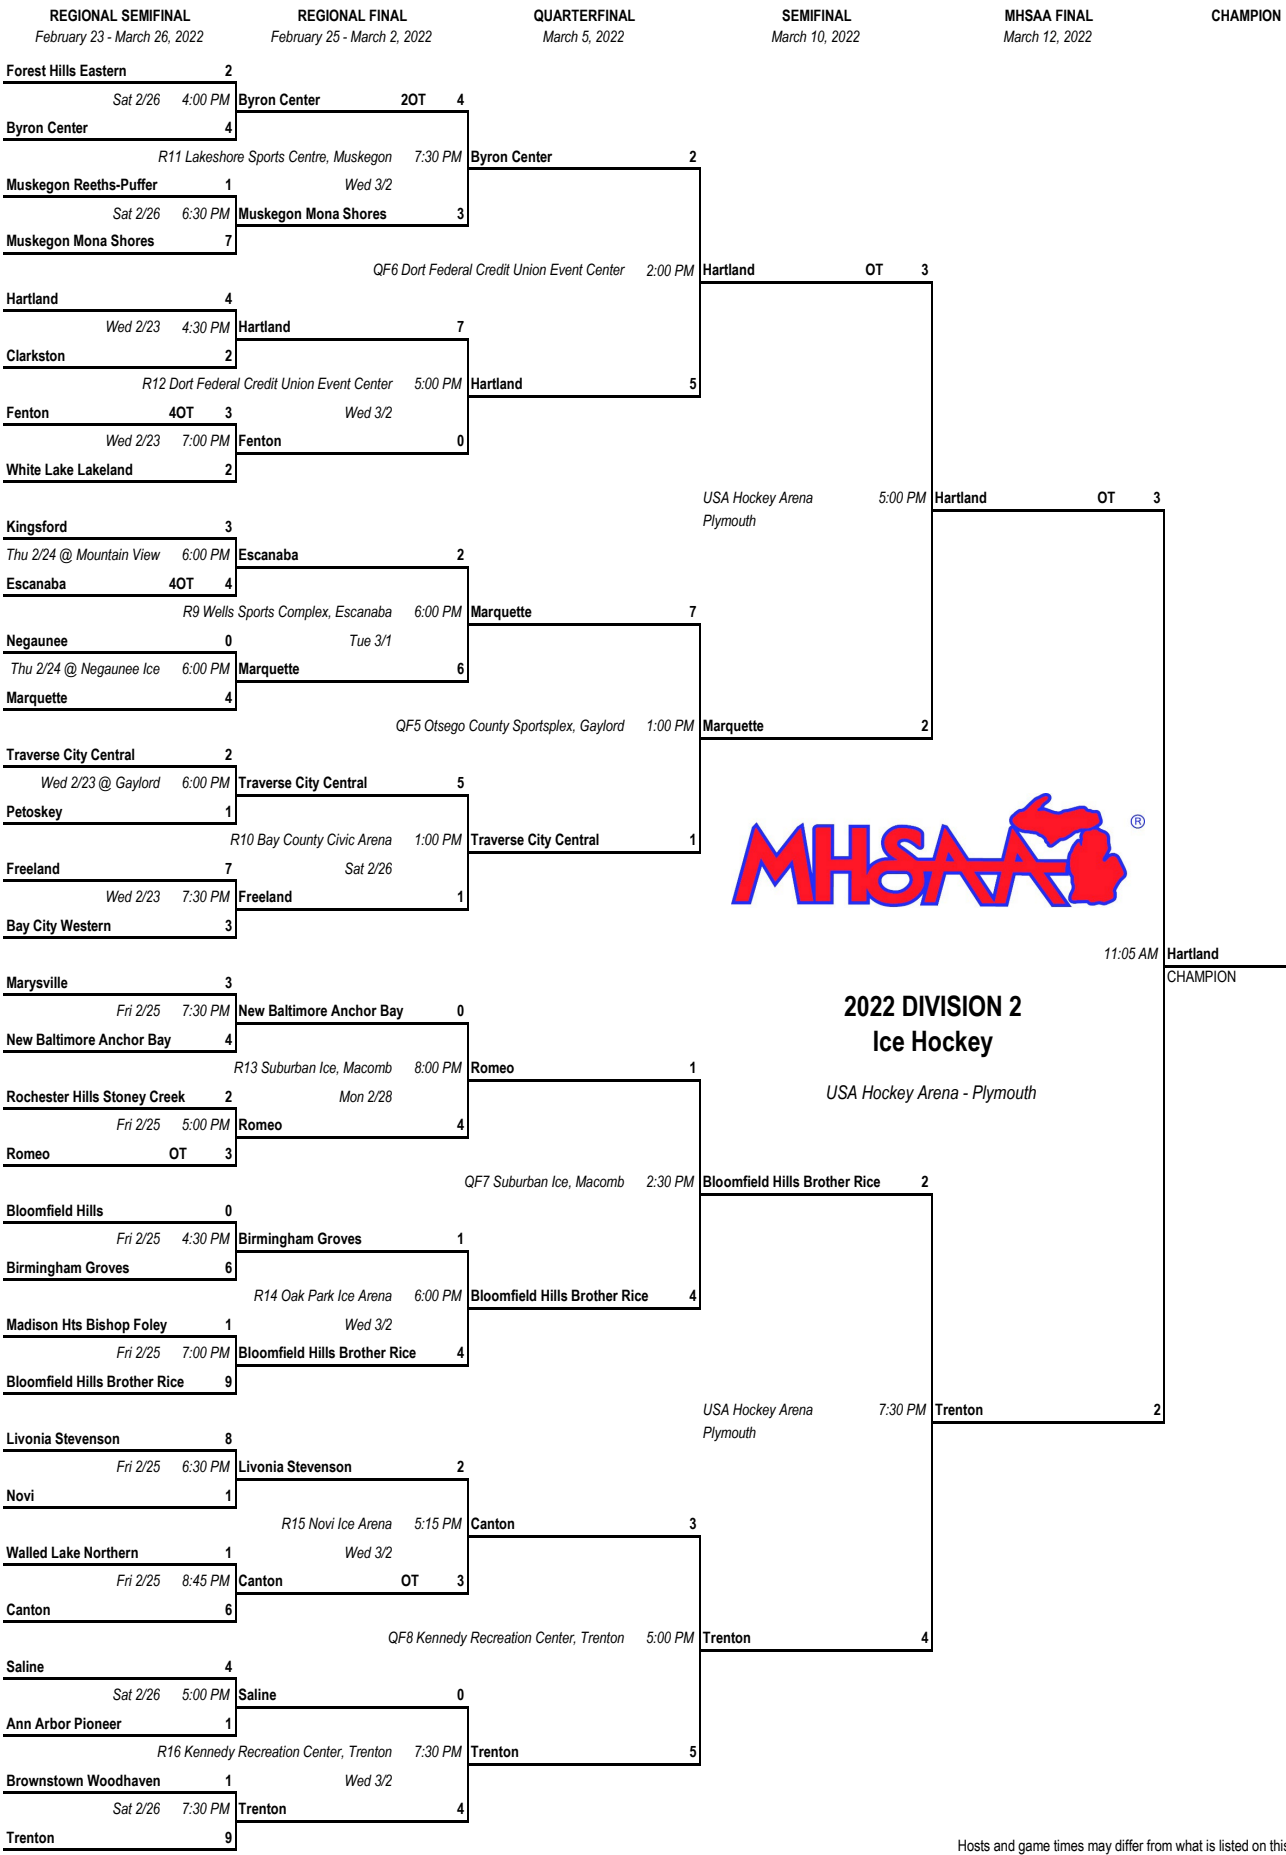 REGIONAL SEMIFINAL REGIONAL FINAL QUARTERFINAL SEMIFINAL MHSAA FINAL CHAMPION
February 23 - March 26, 2022 February 25 - March 2, 2022 March 5, 2022 March 10, 2022 March 12, 2022
Forest Hills Eastern 2
Sat 2/26 4:00 PM Byron Center 2OT 4
Byron Center 4
R11 Lakeshore Sports Centre, Muskegon 7:30 PM Byron Center 2
Muskegon Reeths-Puffer 1 Wed 3/2
Sat 2/26 6:30 PM Muskegon Mona Shores 3
Muskegon Mona Shores 7
QF6 Dort Federal Credit Union Event Center 2:00 PM Hartland OT 3
Hartland 4
Wed 2/23 4:30 PM Hartland 7
Clarkston 2
R12 Dort Federal Credit Union Event Center 5:00 PM Hartland 5
Fenton 4OT 3 Wed 3/2
Wed 2/23 7:00 PM Fenton 0
White Lake Lakeland 2
USA Hockey Arena 5:00 PM Hartland OT 3
Plymouth
Kingsford 3
Thu 2/24 @ Mountain View 6:00 PM Escanaba 2
Escanaba 4OT 4
R9 Wells Sports Complex, Escanaba 6:00 PM Marquette 7
Negaunee 0 Tue 3/1
Thu 2/24 @ Negaunee Ice 6:00 PM Marquette 6
Marquette 4
QF5 Otsego County Sportsplex, Gaylord 1:00 PM Marquette 2
Traverse City Central 2
Wed 2/23 @ Gaylord 6:00 PM Traverse City Central 5
Petoskey 1
MHSAA ®
R10 Bay County Civic Arena 1:00 PM Traverse City Central 1
Freeland 7 Sat 2/26
Wed 2/23 7:30 PM Freeland 1
Bay City Western 3
11:05 AM Hartland
CHAMPION
Marysville 3
Fri 2/25 7:30 PM New Baltimore Anchor Bay 0
2022 DIVISION 2
New Baltimore Anchor Bay 4
Ice Hockey
R13 Suburban Ice, Macomb 8:00 PM Romeo 1
Rochester Hills Stoney Creek 2 Mon 2/28
USA Hockey Arena - Plymouth
Fri 2/25 5:00 PM Romeo 4
Romeo OT 3
QF7 Suburban Ice, Macomb 2:30 PM Bloomfield Hills Brother Rice 2
Bloomfield Hills 0
Fri 2/25 4:30 PM Birmingham Groves 1
Birmingham Groves 6
R14 Oak Park Ice Arena 6:00 PM Bloomfield Hills Brother Rice 4
Madison Hts Bishop Foley 1 Wed 3/2
Fri 2/25 7:00 PM Bloomfield Hills Brother Rice 4
Bloomfield Hills Brother Rice 9
USA Hockey Arena 7:30 PM Trenton 2
Plymouth
Livonia Stevenson 8
Fri 2/25 6:30 PM Livonia Stevenson 2
Novi 1
R15 Novi Ice Arena 5:15 PM Canton 3
Walled Lake Northern 1 Wed 3/2
Fri 2/25 8:45 PM Canton OT 3
Canton 6
QF8 Kennedy Recreation Center, Trenton 5:00 PM Trenton 4
Saline 4
Sat 2/26 5:00 PM Saline 0
Ann Arbor Pioneer 1
R16 Kennedy Recreation Center, Trenton 7:30 PM Trenton 5
Brownstown Woodhaven 1 Wed 3/2
Sat 2/26 7:30 PM Trenton 4
Trenton 9
Hosts and game times may differ from what is listed on this